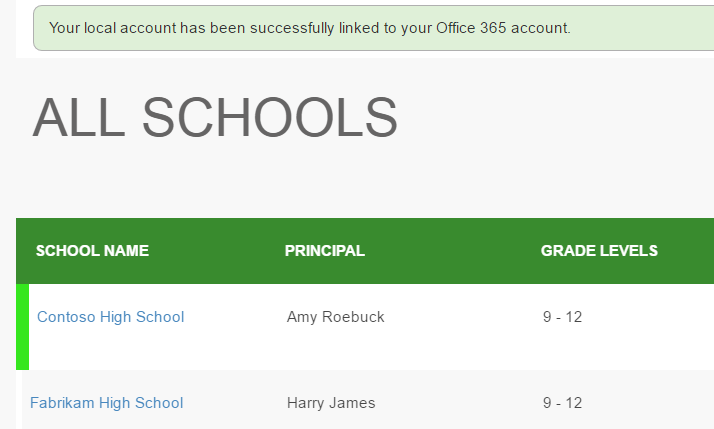 Your local account has been successfully linked to your Office 365 account.
ALL SCHOOLS
SCHOOL NAME PRINCIPAL GRADE LEVELS
Contoso High School Amy Roebuck 9 - 12
Fabrikam High School Harry James 9 - 12